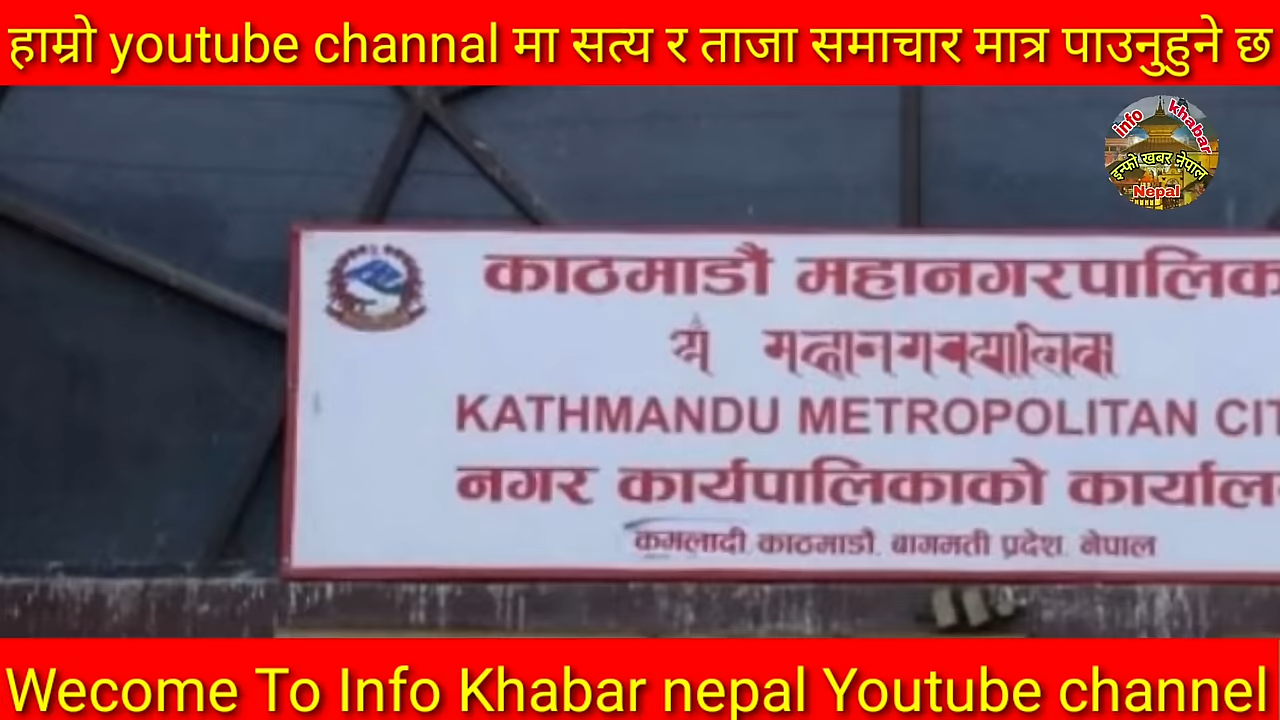 हाम्रो youtube channal मा सत्य र ताजा समाचार मात्र पाउनुहुने छ
info khabar
इन्फो खबर नेपाल
Nepal
काठमाडौं महानगरपालिक
KATHMANDU METROPOLITAN CIT
नगर कार्यपालिकाको कार्याल
कमलादी, काठमाडौं, बागमती प्रदेश, नेपाल
Wecome To Info Khabar nepal Youtube channel